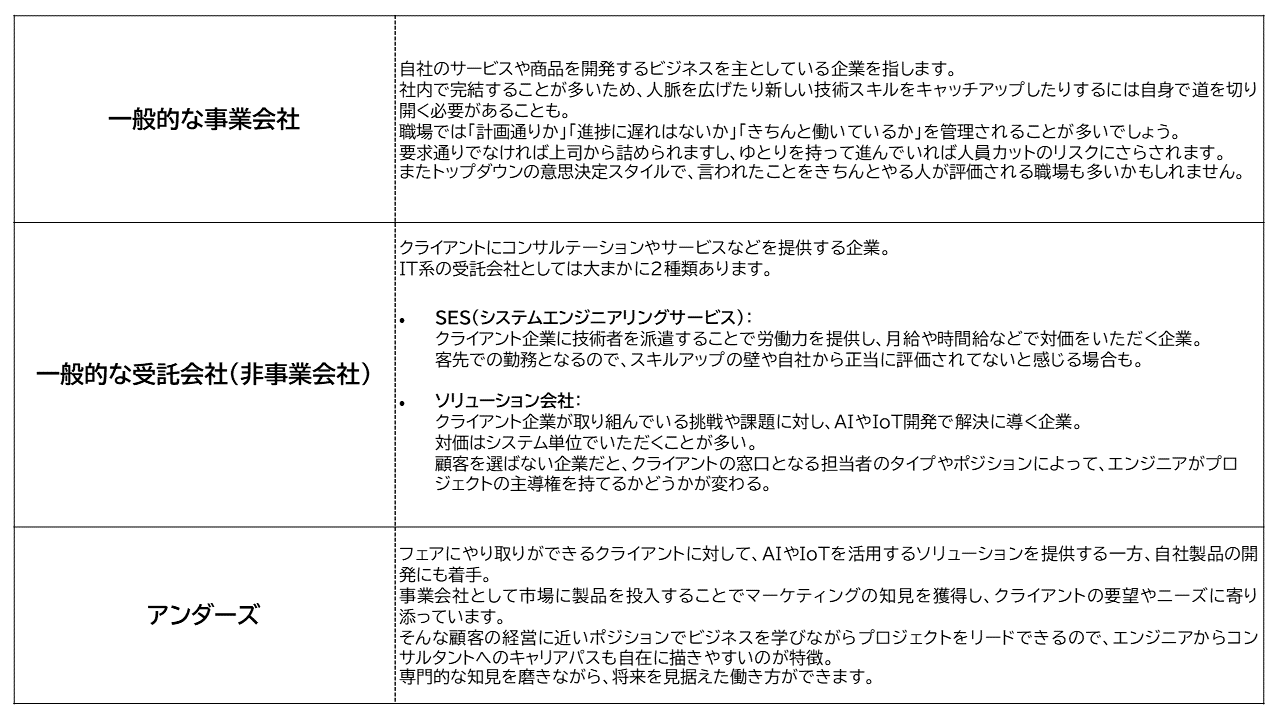 一般的な事業会社
自社のサービスや商品を開発するビジネスを主としている企業を指します。
社内で完結することが多いため、人脈を広げたり新しい技術スキルをキャッチアップしたりするには自身で道を切り
開く必要があることも。
職場では「計画通りか」「進捗に遅れはないか」「きちんと働いているか」を管理されることが多いでしょう。
要求通りでなければ上司から詰められますし、ゆとりを持って進んでいれば人員カットのリスクにさらされます。
またトップダウンの意思決定スタイルで、言われたことをきちんとやる人が評価される職場も多いかもしれません。
一般的な受託会社（非事業会社）
クライアントにコンサルテーションやサービスなどを提供する企業。
IT系の受託会社としては大まかに2種類あります。
• SES（システムエンジニアリングサービス）：
クライアント企業に技術者を派遣することで労働力を提供し、月給や時間給などで対価をいただく企業。
客先での勤務となるので、スキルアップの壁や自社から正当に評価されてないと感じる場合も。
• ソリューション会社：
クライアント企業が取り組んでいる挑戦や課題に対し、AIやIoT開発で解決に導く企業。
対価はシステム単位でいただくことが多い。
顧客を選ばない企業だと、クライアントの窓口となる担当者のタイプやポジションによって、エンジニアがプロ
ジェクトの主導権を持てるかどうかが変わる。
アンダーズ
フェアにやり取りができるクライアントに対して、AIやIoTを活用するソリューションを提供する一方、自社製品の開
発にも着手。
事業会社として市場に製品を投入することでマーケティングの知見を獲得し、クライアントの要望やニーズに寄り
添っています。
そんな顧客の経営に近いポジションでビジネスを学びながらプロジェクトをリードできるので、エンジニアからコン
サルタントへのキャリアパスも自在に描きやすいのが特徴。
専門的な知見を磨きながら、将来を見据えた働き方ができます。